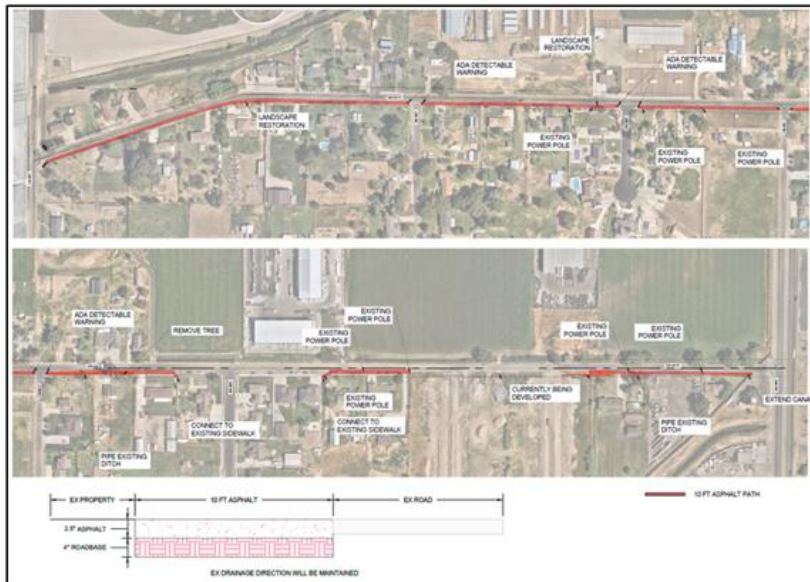 LANDSCAPE
RESTORATION
ADA DETECTABLE
WARNING
ADA DETECTABLE
WARNING
LANDSCAPE
RESTORATION
EXISTING
POWER POLE
EXISTING
POWER POLE
EXISTING
POWER POLE
ADA DETECTABLE
WARNING
REMOVE TREE
EXISTING
POWER POLE
EXISTING
POWER POLE
EXISTING
POWER POLE
EXISTING
POWER POLE
EXISTING
POWER POLE
CURRENTLY BEING
DEVELOPED
EXTEND CANA
CONNECT TO
EXISTING SIDEWALK
CONNECT TO
EXISTING SIDEWALK
PIPE EXISTING
DITCH
PIPE EXISTING
DITCH
EX PROPERTY
10 FT ASPHALT
EX ROAD
10 FT ASPHALT PATH
2.5" ASPHALT
4" ROADBASE
EX DRAINAGE DIRECTION WILL BE MAINTAINED